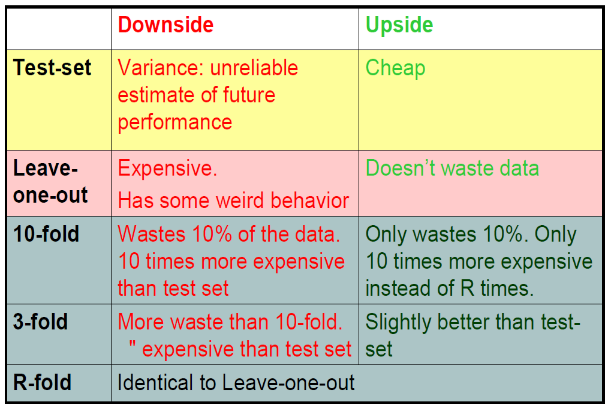 Downside
Upside
Test-set
Variance: unreliable
estimate of future
performance
Cheap
Leave-
one-out
Expensive.
Has some weird behavior
Doesn’t waste data
10-fold
Wastes 10% of the data.
10 times more expensive
than test set
Only wastes 10%. Only
10 times more expensive
instead of R times.
3-fold
More waste than 10-fold.
" expensive than test set
Slightly better than test-
set
R-fold
Identical to Leave-one-out